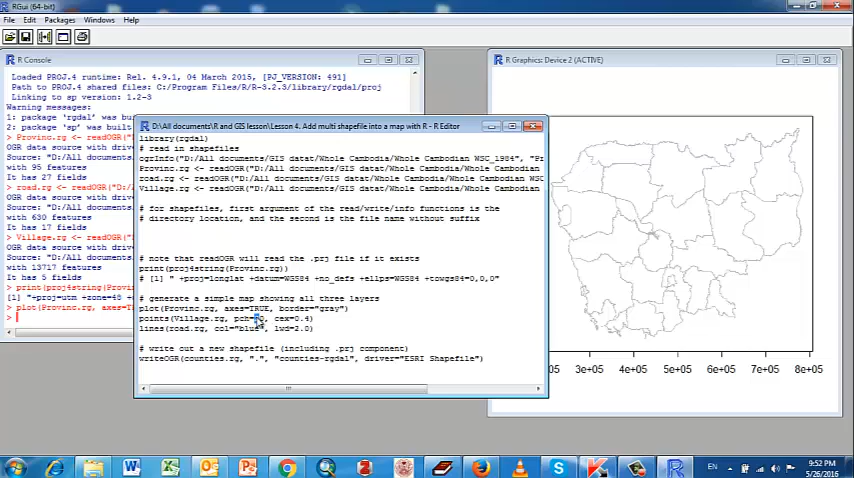 RGui (64-bit)
File Edit Packages Windows Help
R Console
Loaded PROJ.4 runtime: Rel. 4.9.1, 04 March 2015, [PJ_VERSION: 491]
Path to PROJ.4 shared files: C:/Program Files/R/R-3.2.3/library/rgdal/proj
Linking to sp version: 1.2-3
Warning messages:
1: package ‘rgdal’ was bu
2: package ‘sp’ was built
> Provinc.rg <- readOGR("D:/
OGR data source with drive
Source: "D:/All documents/
with 95 features
It has 27 fields
> road.rg <- readOGR("D:/
OGR data source with drive
Source: "D:/All documents/
with 630 features
It has 17 fields
> Village.rg <- readOGR("D:/
OGR data source with drive
Source: "D:/All documents/
with 13717 features
It has 5 fields
> print(proj4string(Provinc.
[1] "+proj=utm +zone=48
> plot(Provinc.rg, axes=T
>
D:\All documents\R and GIS lesson\Lesson 4. Add multi shapefile into a map with R - R Editor
library(rgdal)
# read in shapefiles
ogrInfo("D:/All documents/GIS datat/Whole Cambodia/Whole Cambodian WSC_1984", "Pr
Provinc.rg <- readOGR("D:/All documents/GIS datat/Whole Cambodia/Whole Cambodian
road.rg <- readOGR("D:/All documents/GIS datat/Whole Cambodia/Whole Cambodian WSC
Village.rg <- readOGR("D:/All documents/GIS datat/Whole Cambodia/Whole Cambodian
# for shapefiles, first argument of the read/write/info functions is the
# directory location, and the second is the file name without suffix
# note that readOGR will read the .prj file if it exists
print(proj4string(Provinc.rg))
# [1] " +proj=longlat +datum=WGS84 +no_defs +ellps=WGS84 +towgs84=0,0,0"
# generate a simple map showing all three layers
plot(Provinc.rg, axes=TRUE, border="gray")
points(Village.rg, pch= , cex=0.4)
lines(road.rg, col="blue", lwd=2.0)
# write out a new shapefile (including .prj component)
writeOGR(counties.rg, ".", "counties-rgdal", driver="ESRI Shapefile")
R Graphics: Device 2 (ACTIVE)
3e+05 4e+05 5e+05 6e+05 7e+05 8e+05
EN
9:52 PM
5/26/2016